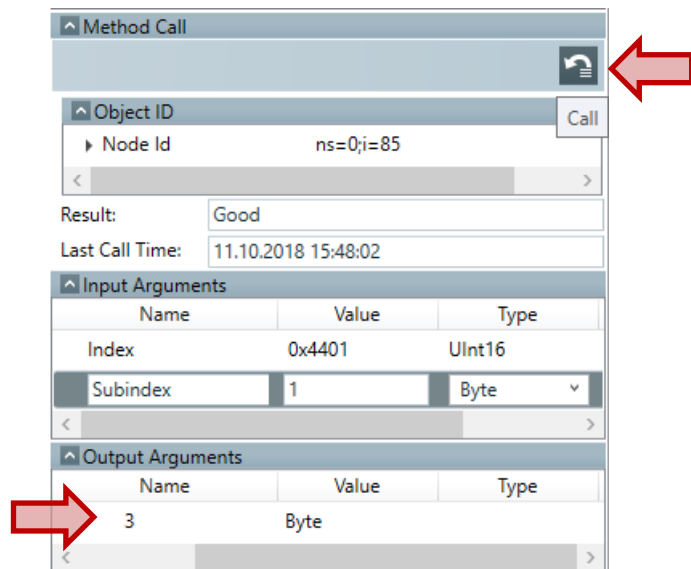 Method Call
Call
Object ID
Node Id ns=0;i=85
Result: Good
Last Call Time: 11.10.2018 15:48:02
Input Arguments
Name Value Type
Index 0x4401 UInt16
Subindex 1 Byte
Output Arguments
Name Value Type
3 Byte